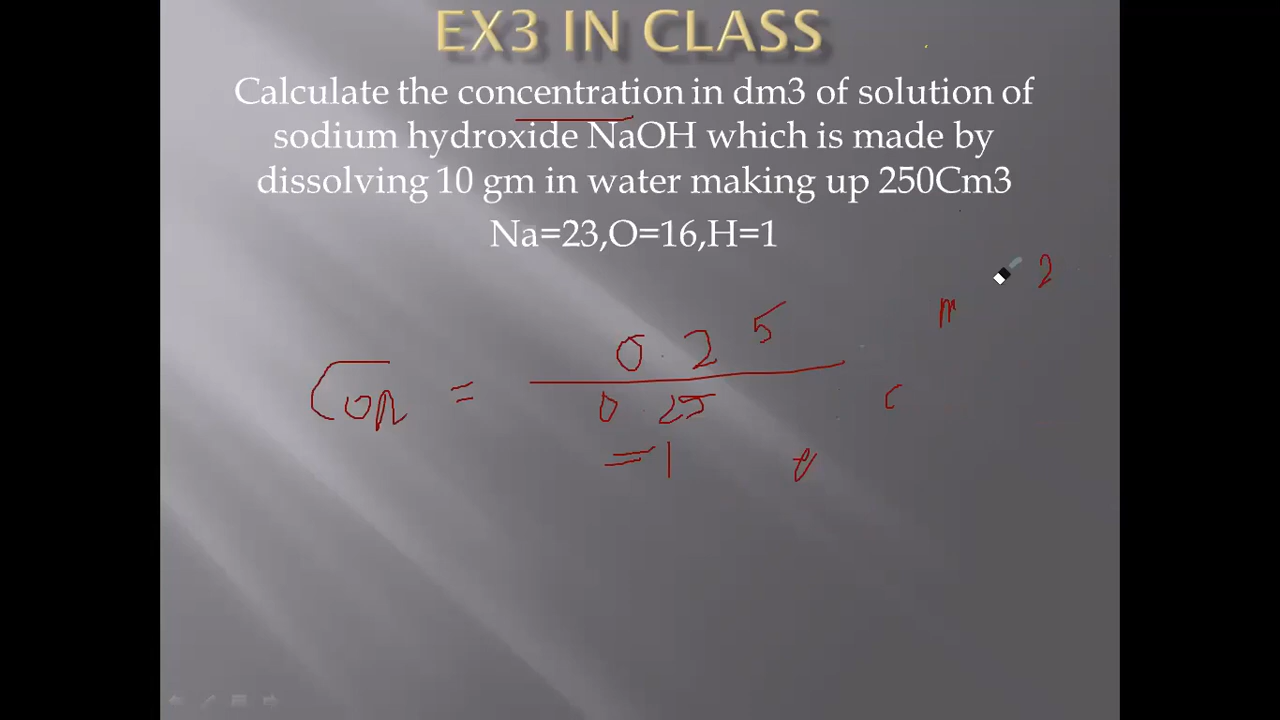 EX3 IN CLASS
Calculate the concentration in dm3 of solution of
sodium hydroxide NaOH which is made by
dissolving 10 gm in water making up 250Cm3
Na=23,O=16,H=1
2
m
0.25
Con =
0.25
=1